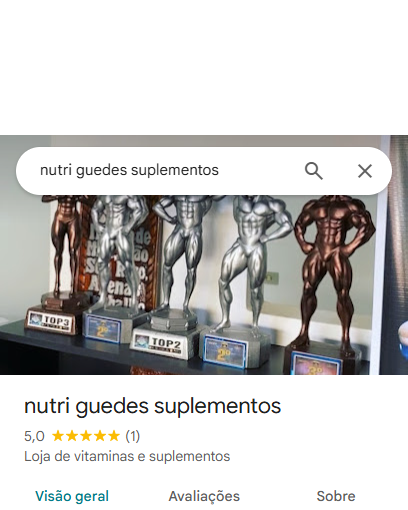 nutri guedes suplementos
TOP3
TOP2
2º
nutri guedes suplementos
5,0 (1)
Loja de vitaminas e suplementos
Visão geral
Avaliações
Sobre